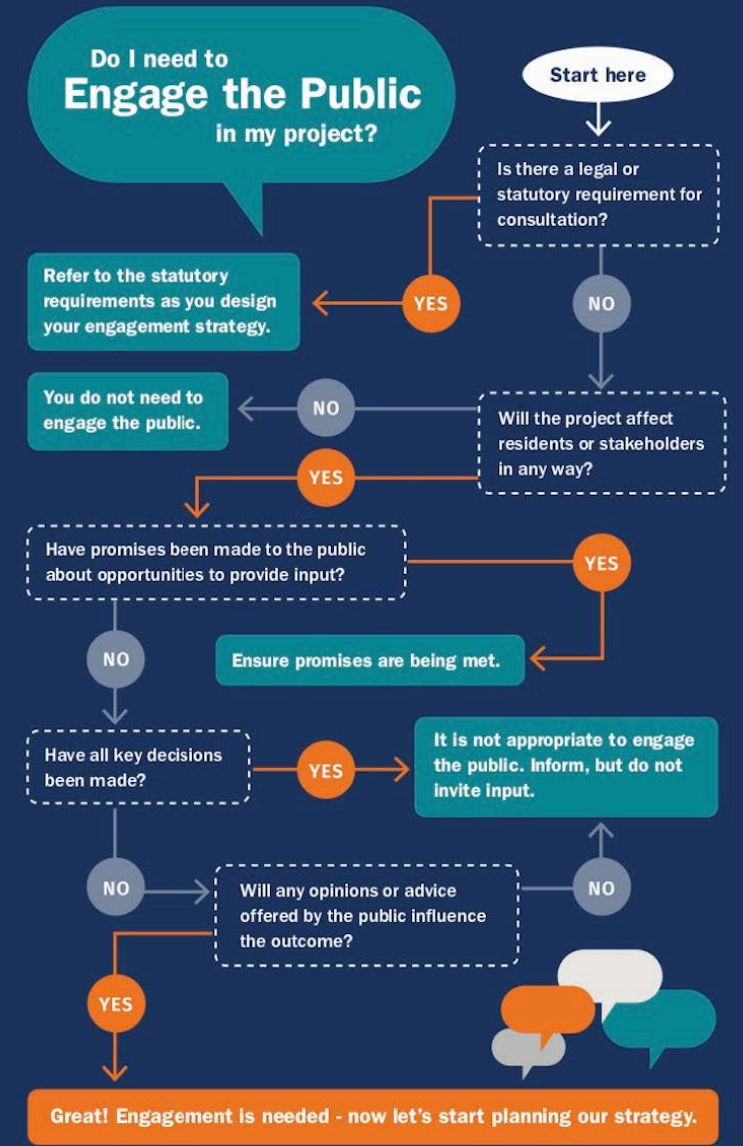 Do I need to
Engage the Public
in my project?
Start here
Is there a legal or
statutory requirement for
consultation?
YES
NO
Refer to the statutory
requirements as you design
your engagement strategy.
Will the project affect
residents or stakeholders
in any way?
NO
You do not need to
engage the public.
YES
Have promises been made to the public
about opportunities to provide input?
YES
Ensure promises are being met.
NO
Have all key decisions
been made?
YES
It is not appropriate to engage
the public. Inform, but do not
invite input.
NO
Will any opinions or advice
offered by the public influence
the outcome?
NO
YES
Great! Engagement is needed - now let's start planning our strategy.